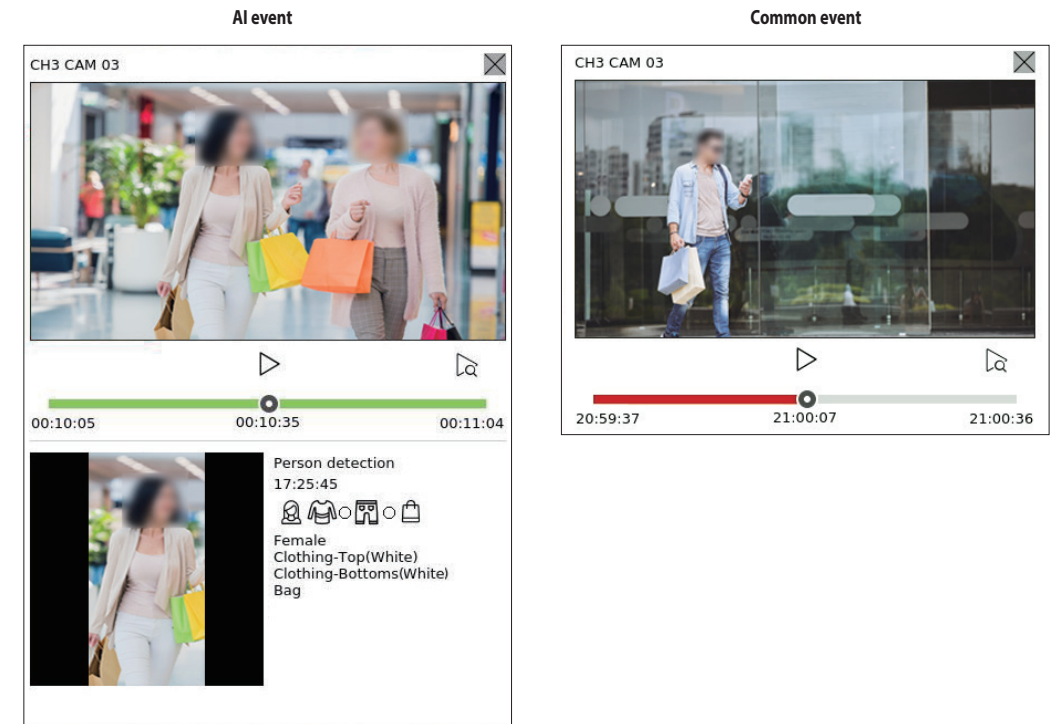 AI event
CH3 CAM 03
00:10:05
00:10:35
00:11:04
Person detection
17:25:45
Female
Clothing-Top(White)
Clothing-Bottoms(White)
Bag
Common event
CH3 CAM 03
20:59:37
21:00:07
21:00:36